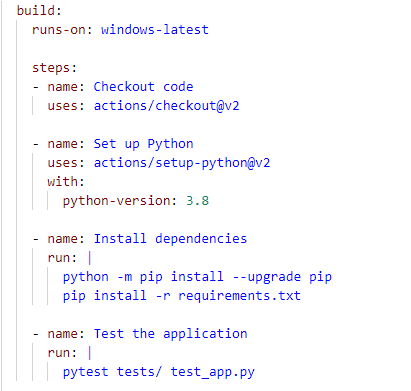 build:
runs-on: windows-latest
steps:
- name: Checkout code
uses: actions/checkout@v2
- name: Set up Python
uses: actions/setup-python@v2
with:
python-version: 3.8
- name: Install dependencies
run: |
python -m pip install --upgrade pip
pip install -r requirements.txt
- name: Test the application
run: |
pytest tests/ test_app.py